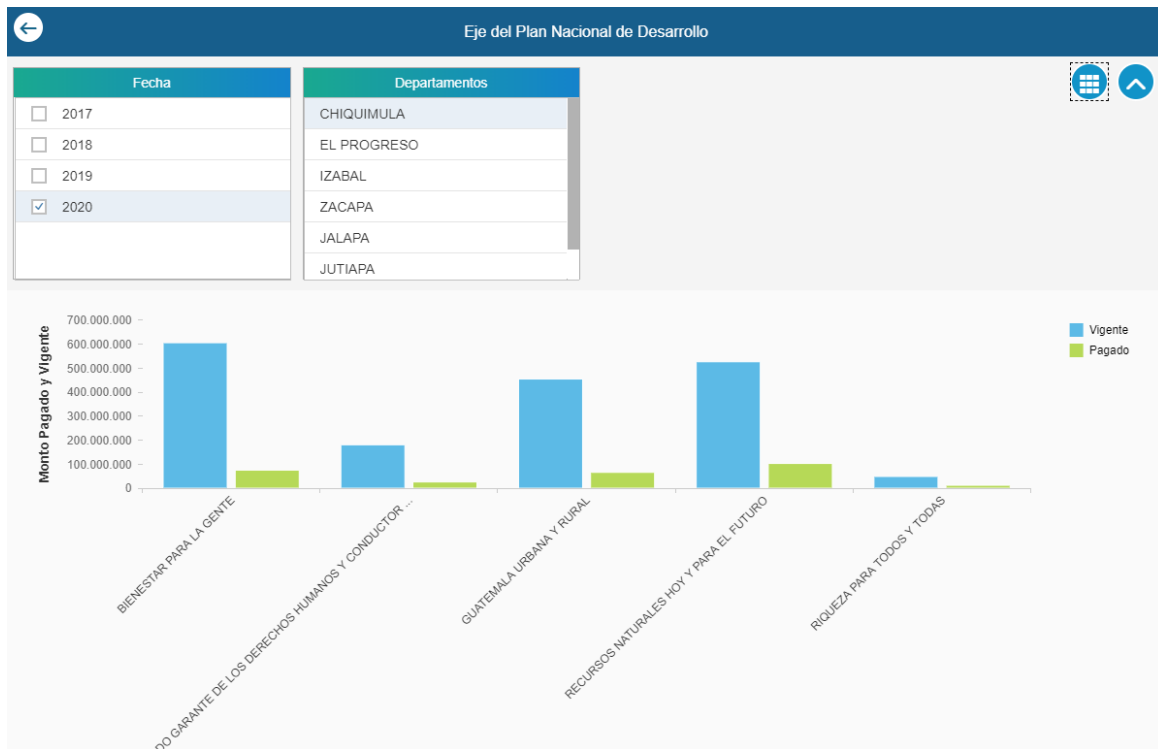 Eje del Plan Nacional de Desarrollo
Fecha
2017
2018
2019
2020
Departamentos
CHIQUIMULA
EL PROGRESO
IZABAL
ZACAPA
JALAPA
JUTIAPA
Monto Pagado y Vigente
700.000.000
600.000.000
500.000.000
400.000.000
300.000.000
200.000.000
100.000.000
0
Vigente
Pagado
BIENESTAR PARA LA GENTE
DO GARANTE DE LOS DERECHOS HUMANOS Y CONDUCTOR ...
GUATEMALA URBANA Y RURAL
RECURSOS NATURALES HOY Y PARA EL FUTURO
RIQUEZA PARA TODOS Y TODAS